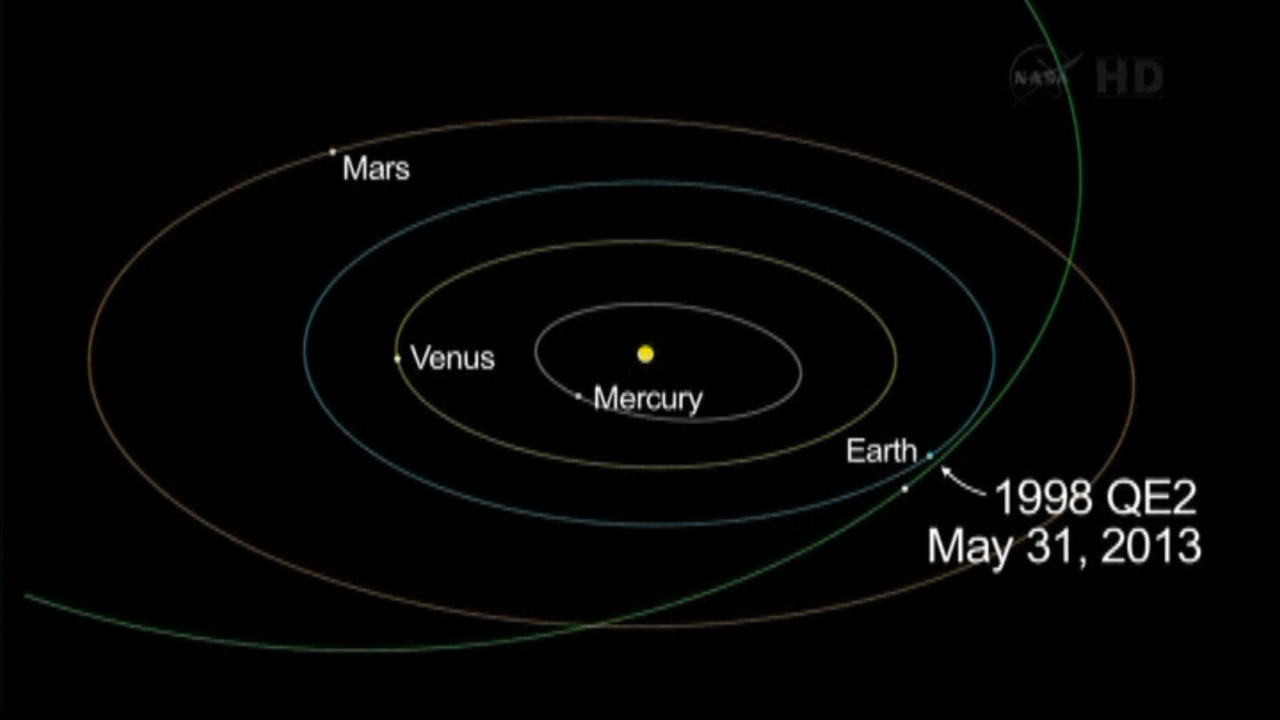 NASA HD
Mars
Venus
Mercury
Earth
1998 QE2
May 31, 2013